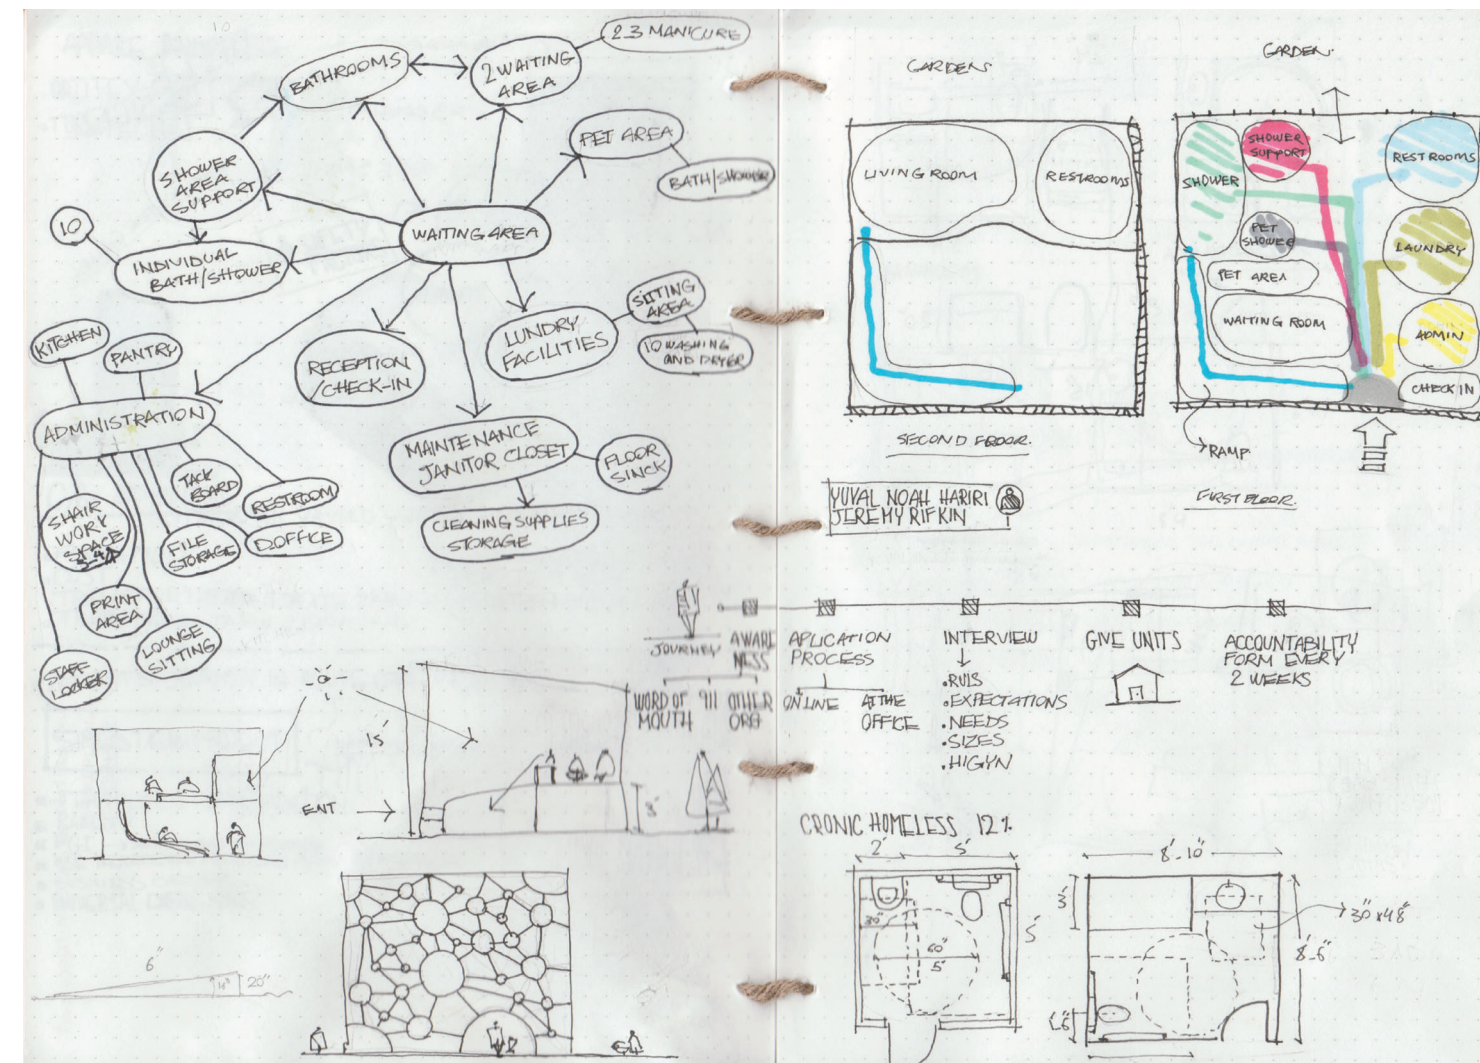 10
BATHROOMS
2 WAITING
AREA
2-3 MANICURE
PET AREA
BATH/SHOWER
SHOWER
AREA
SUPPORT
10
INDIVIDUAL
BATH/SHOWER
WAITING AREA
KITCHEN
PANTRY
RECEPTION
/CHECK-IN
LUNDRY
FACILITIES
SITTING
AREA
10 WASHING
AND DRYER
ADMINISTRATION
MAINTENANCE
JANITOR CLOSET
FLOOR
SINCK
CLEANING SUPPLIES
STORAGE
TACK
BOARD
RESTROOM
SHAIR
WORK
SPACE
FILE
STORAGE
D.OFFICE
PRINT
AREA
LOUNGE
SITTING
STAFF
LOCKER
15'
ENT
3'
6"
20"
GARDEN
LIVING ROOM
RESTROOMS
SECOND FLOOR.
GARDEN.
SHOWER
SHOWER
SUPPORT
RESTROOMS
PET
SHOWER
LAUNDRY
PET AREA
WAITING ROOM
ADMIN
CHECK IN
RAMP
FIRST FLOOR.
YUVAL NOAH HARIRI
JEREMY RIFKIN
JOURNEY
AWARE
NESS
WORD OF
MOUTH
911
OTHER
ORG
APLICATION
PROCESS
ONLINE
AT THE
OFFICE
INTERVIEW
.RULS
.EXPECTATIONS
.NEEDS
.SIZES
.HIGYN
GIVE UNITS
ACCOUNTABILITY
FORM EVERY
2 WEEKS
CRONIC HOMELESS 12%
2'
5'
30"
60"
5'
5'
8'-10"
3'
30"x48"
8'-6"